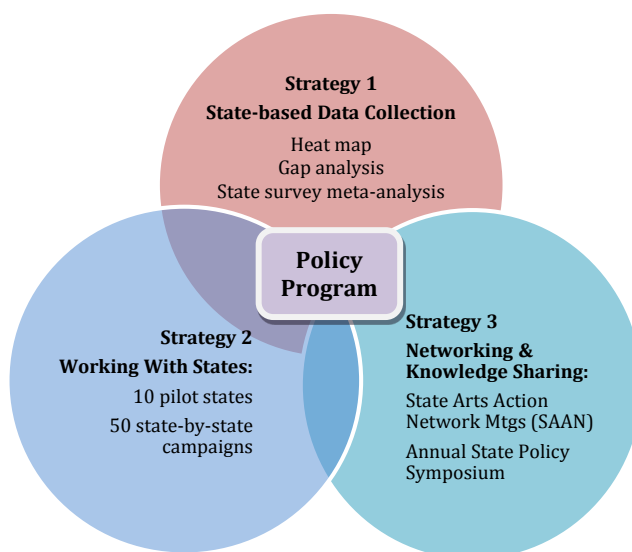 Strategy 1
State-based Data Collection
Heat map
Gap analysis
State survey meta-analysis
Policy
Program
Strategy 2
Working With States:
10 pilot states
50 state-by-state
campaigns
Strategy 3
Networking &
Knowledge Sharing:
State Arts Action
Network Mtgs (SAAN)
Annual State Policy
Symposium